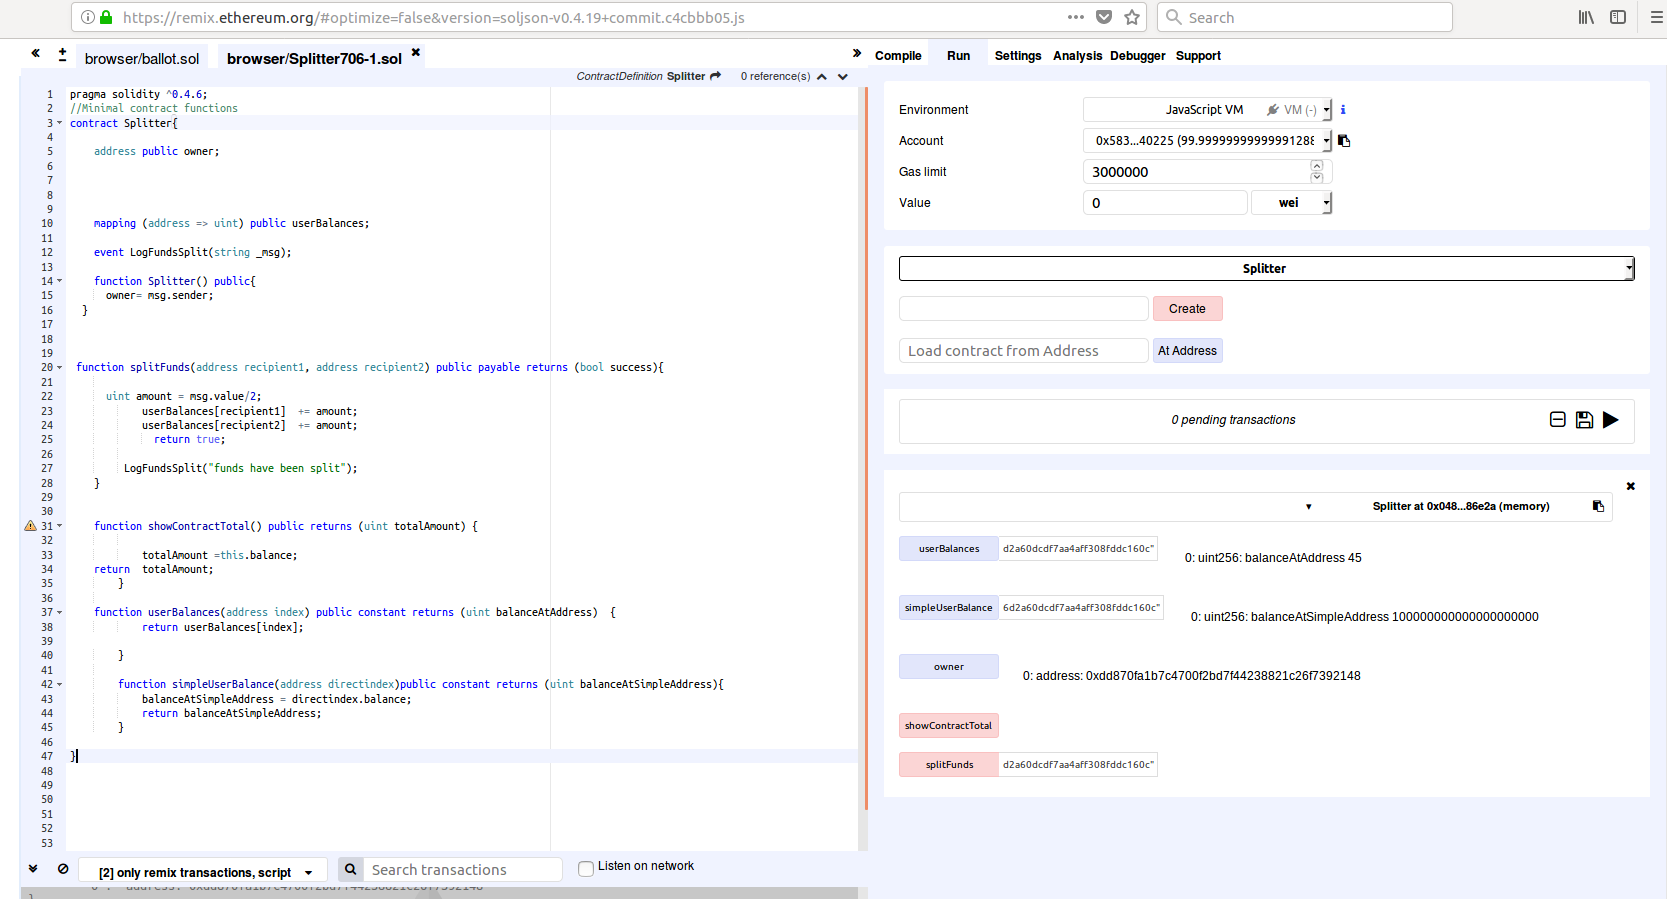 https://remix.ethereum.org/#optimize=false&version=soljson-v0.4.19+commit.c4cbbb05.js
Search
browser/ballot.sol
browser/Splitter706-1.sol
ContractDefinition Splitter 0 reference(s)
1 pragma solidity ^0.4.6;
2 //Minimal contract functions
3 contract Splitter{
4
5 address public owner;
6
7
8
9
10 mapping (address => uint) public userBalances;
11
12 event LogFundsSplit(string _msg);
13
14 function Splitter() public{
15 owner= msg.sender;
16 }
17
18
19
20 function splitFunds(address recipient1, address recipient2) public payable returns (bool success){
21
22 uint amount = msg.value/2;
23 userBalances[recipient1] += amount;
24 userBalances[recipient2] += amount;
25 return true;
26
27 LogFundsSplit("funds have been split");
28 }
29
30
31 function showContractTotal() public returns (uint totalAmount) {
32
33 totalAmount =this.balance;
34 return totalAmount;
35 }
36
37 function userBalances(address index) public constant returns (uint balanceAtAddress) {
38 return userBalances[index];
39
40 }
41
42 function simpleUserBalance(address directindex)public constant returns (uint balanceAtSimpleAddress){
43 balanceAtSimpleAddress = directindex.balance;
44 return balanceAtSimpleAddress;
45 }
46
47 }
48
49
50
51
52
53
[2] only remix transactions, script
Search transactions
Listen on network
0 : address: 0xdd870fa1b7c4700f2bd7f44238821c26f7392148
}
Compile Run Settings Analysis Debugger Support
Environment JavaScript VM VM (-)
Account 0x583...40225 (99.9999999999991288
Gas limit 3000000
Value 0 wei
Splitter
Create
Load contract from Address At Address
0 pending transactions
Splitter at 0x048...86e2a (memory)
userBalances d2a60dcdf7aa4aff308fddc160c" 0: uint256: balanceAtAddress 45
simpleUserBalance 6d2a60dcdf7aa4aff308fddc160c" 0: uint256: balanceAtSimpleAddress 100000000000000000000
owner 0: address: 0xdd870fa1b7c4700f2bd7f44238821c26f7392148
showContractTotal
splitFunds d2a60dcdf7aa4aff308fddc160c"